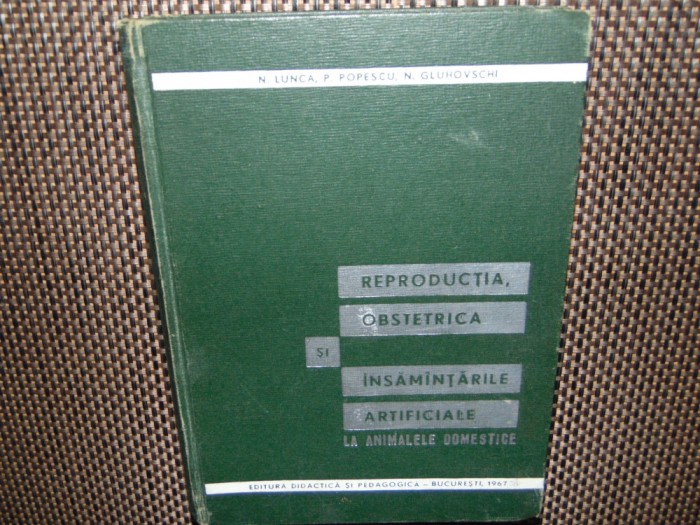 N. LUNCA, P. POPESCU, N. GLUHOVSCHI
REPRODUCȚIA,
OBSTETRICA
ȘI
ÎNSĂMÎNȚĂRILE
ARTIFICIALE
LA ANIMALELE DOMESTICE
EDITURA DIDACTICĂ ȘI PEDAGOGICĂ – BUCUREȘTI, 1967